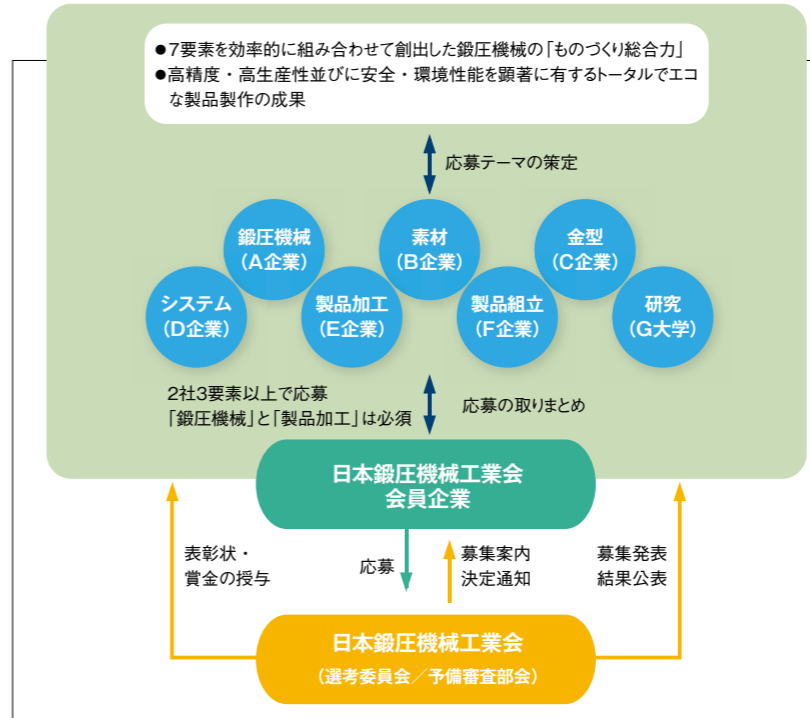 ●7要素を効率的に組み合わせて創出した鍛圧機械の「ものづくり総合力」
●高精度・高生産性並びに安全・環境性能を顕著に有するトータルでエコ
な製品製作の成果
応募テーマの策定
鍛圧機械
(A企業)
素材
(B企業)
金型
(C企業)
システム
(D企業)
製品加工
(E企業)
製品組立
(F企業)
研究
(G大学)
2社3要素以上で応募
「鍛圧機械」と「製品加工」は必須
応募の取りまとめ
日本鍛圧機械工業会
会員企業
表彰状・
賞金の授与
応募
募集案内
決定通知
募集発表
結果公表
日本鍛圧機械工業会
(選考委員会／予備審査部会)